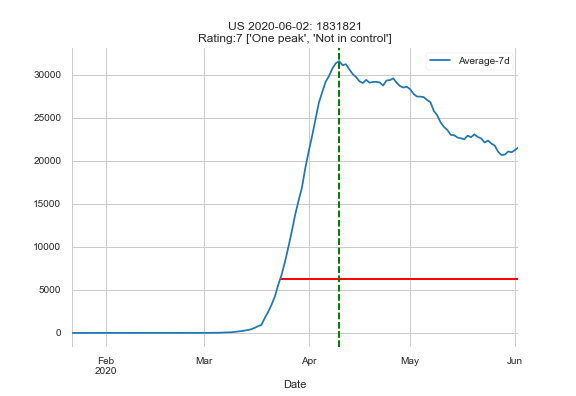 US 2020-06-02: 1831821
Rating:7 ['One peak', 'Not in control']
Average-7d
30000
25000
20000
15000
10000
5000
0
Feb Mar Apr May Jun
2020
Date